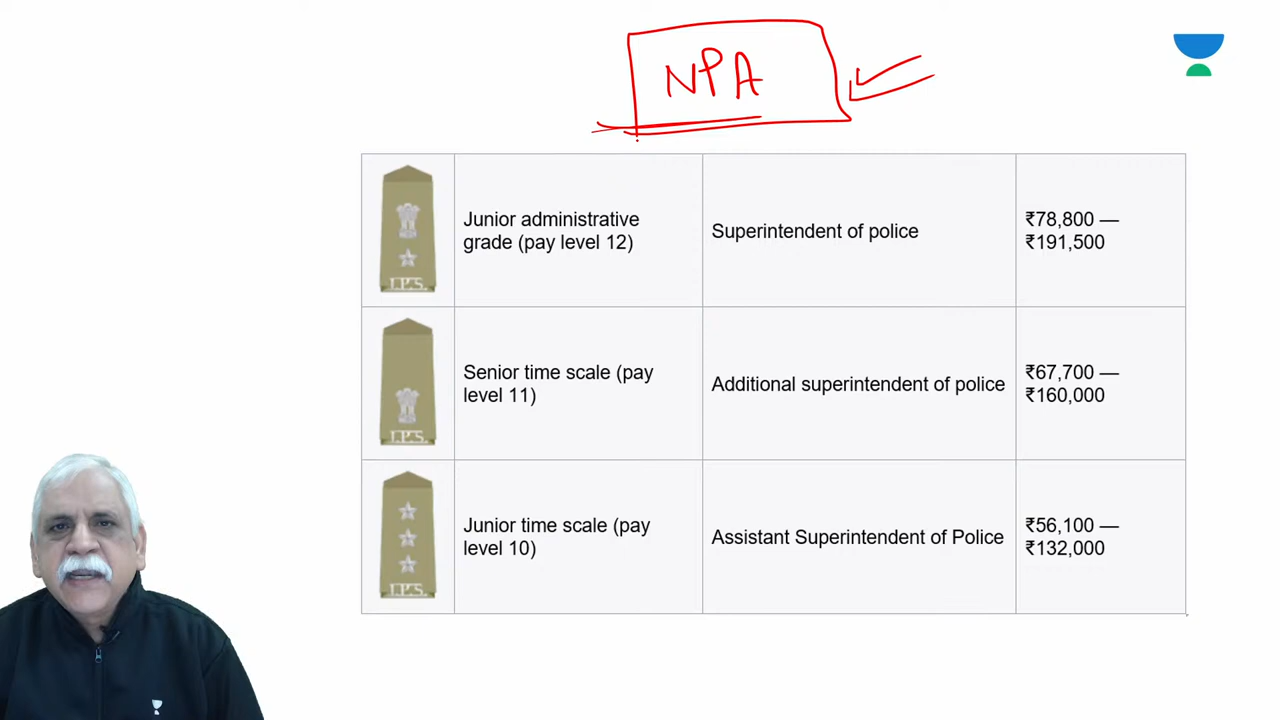 NPA
Junior administrative
grade (pay level 12)
Superintendent of police
₹78,800 —
₹191,500
I.P.S.
Senior time scale (pay
level 11)
Additional superintendent of police
₹67,700 —
₹160,000
I.P.S.
Junior time scale (pay
level 10)
Assistant Superintendent of Police
₹56,100 —
₹132,000
I.P.S.